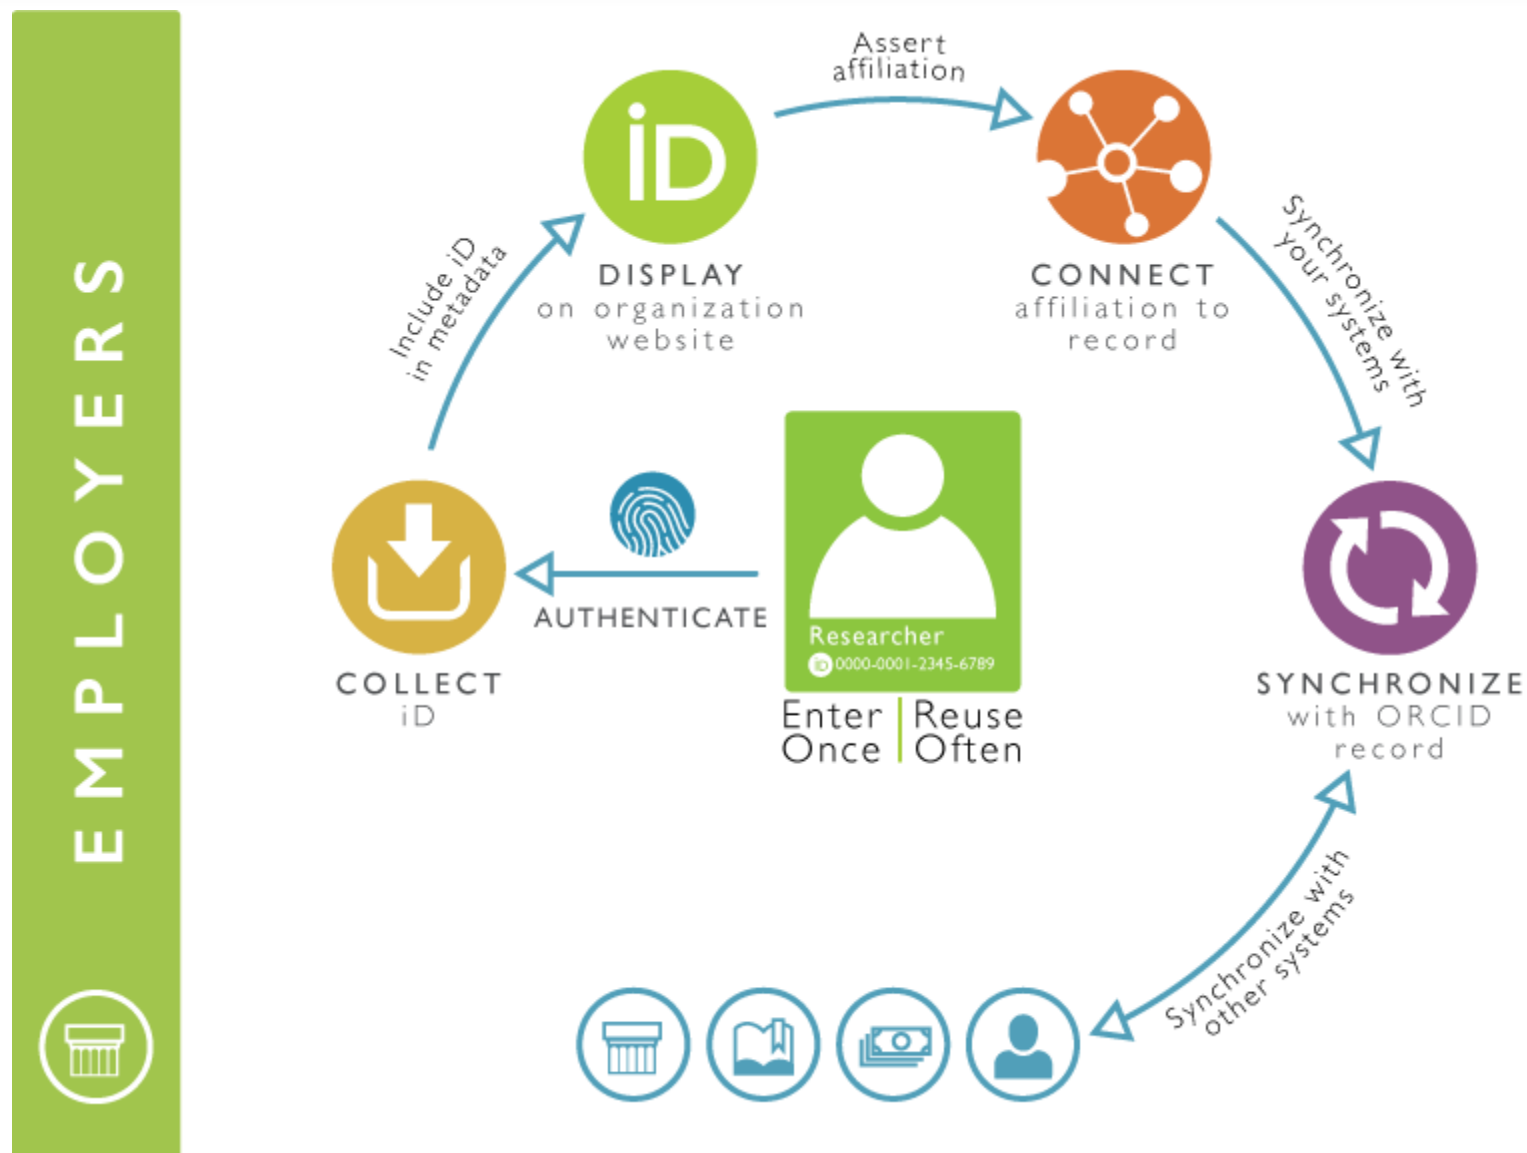 EMPLOYERS
Assert
affiliation
iD
Include iD
in metadata
DISPLAY
on organization
website
CONNECT
affiliation to
record
Synchronize with
your systems
AUTHENTICATE
Researcher
iD 0000-0001-2345-6789
COLLECT
iD
Enter
Once
Reuse
Often
SYNCHRONIZE
with ORCID
record
Synchronize with
other systems